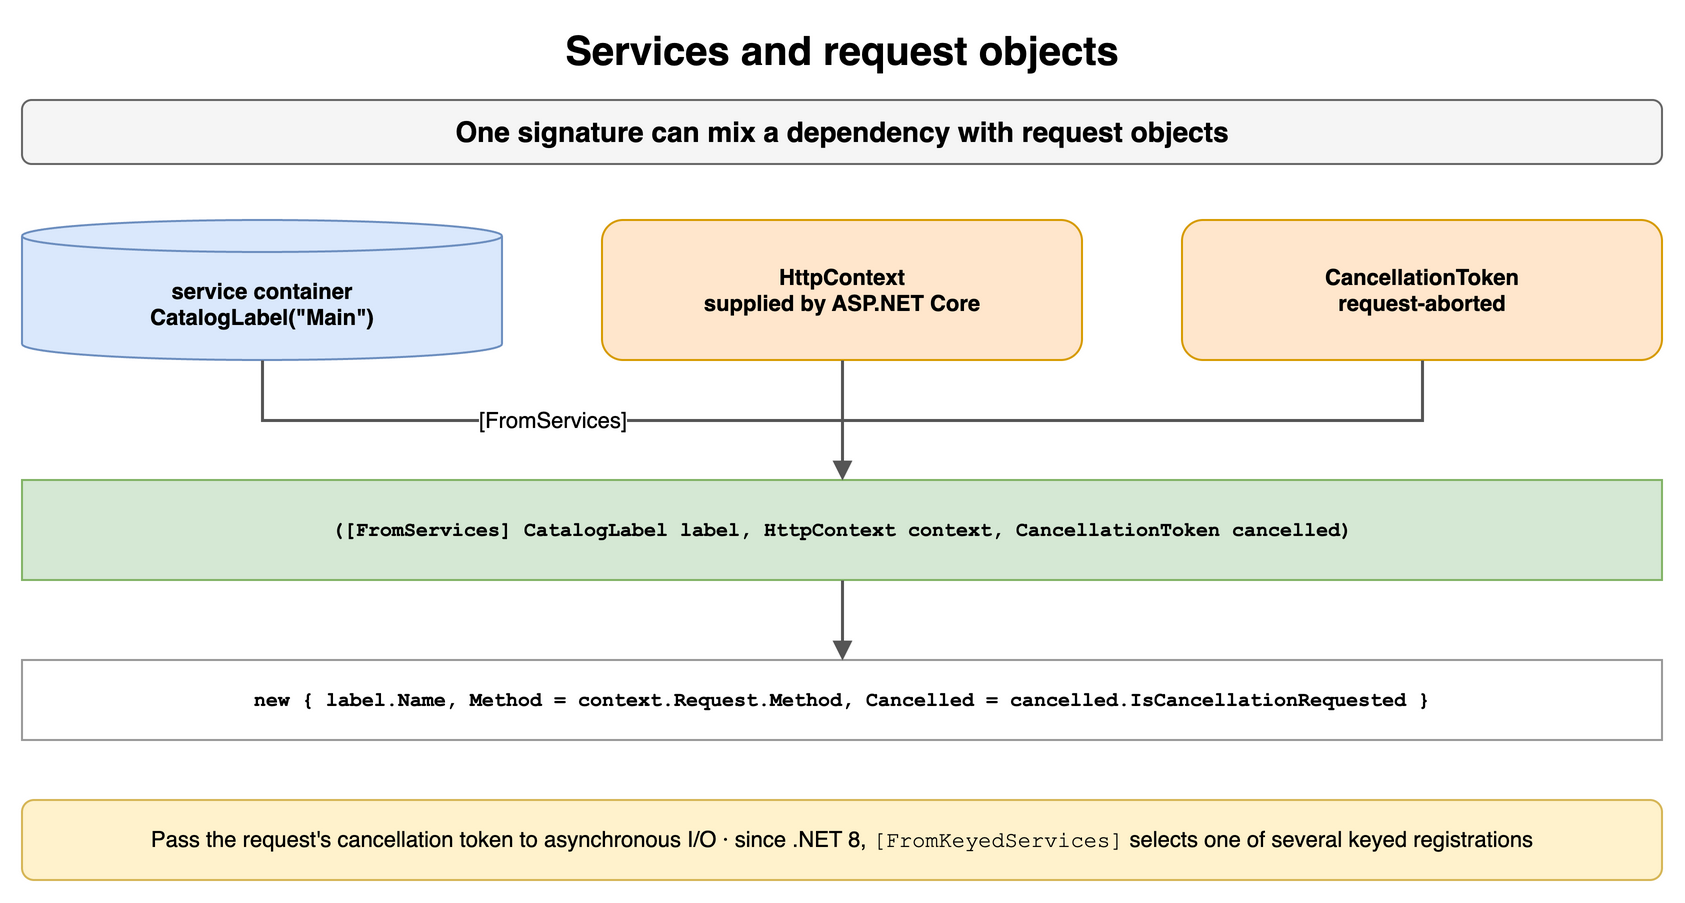 Services and request objects
One signature can mix a dependency with request objects
service container
CatalogLabel("Main")
HttpContext
supplied by ASP.NET Core
CancellationToken
request-aborted
[FromServices]
([FromServices] CatalogLabel label, HttpContext context, CancellationToken cancelled)
new { label.Name, Method = context.Request.Method, Cancelled = cancelled.IsCancellationRequested }
Pass the request's cancellation token to asynchronous I/O · since .NET 8, [FromKeyedServices] selects one of several keyed registrations